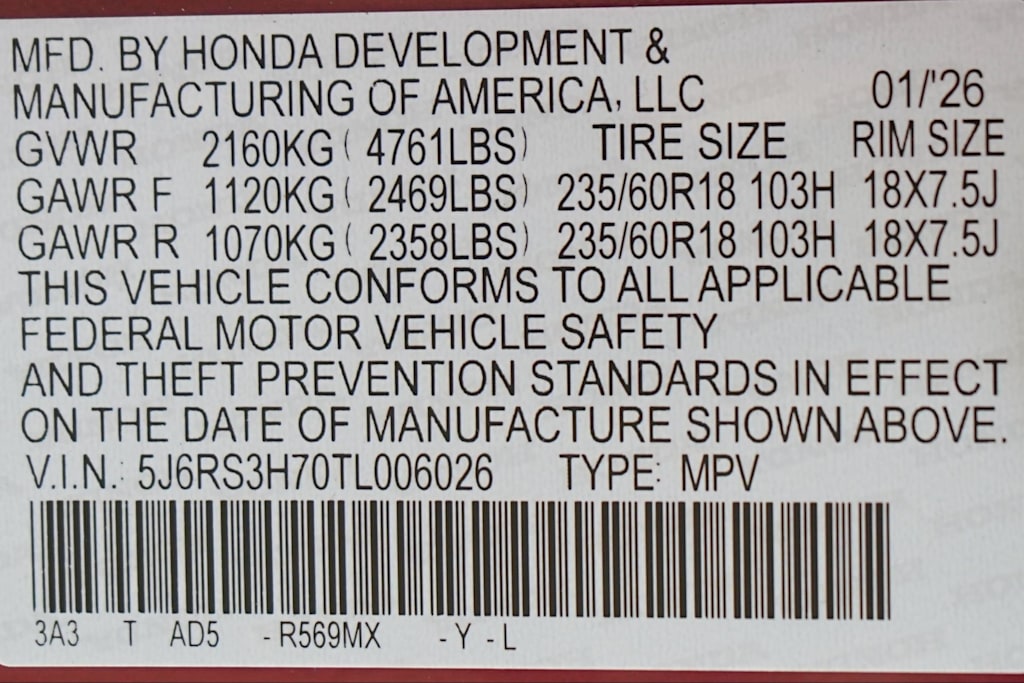 MFD. BY HONDA DEVELOPMENT &
MANUFACTURING OF AMERICA, LLC 01/'26
GVWR 2160KG ( 4761LBS) TIRE SIZE RIM SIZE
GAWR F 1120KG ( 2469LBS) 235/60R18 103H 18X7.5J
GAWR R 1070KG ( 2358LBS) 235/60R18 103H 18X7.5J
THIS VEHICLE CONFORMS TO ALL APPLICABLE
FEDERAL MOTOR VEHICLE SAFETY
AND THEFT PREVENTION STANDARDS IN EFFECT
ON THE DATE OF MANUFACTURE SHOWN ABOVE.
V.I.N.: 5J6RS3H70TL006026 TYPE: MPV
3A3 T AD5 -R569MX -Y -L